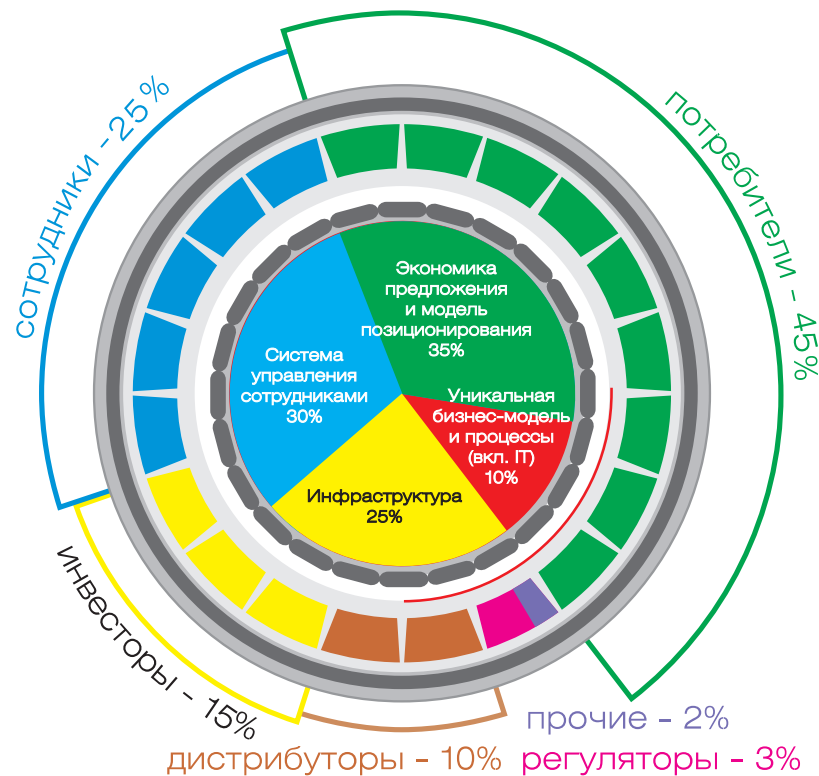 сотрудники - 25%
потребители - 45%
Экономика
предложения
и модель
позиционирования
35%
Система
управления
сотрудниками
30%
Уникальная
бизнес-модель
и процессы
(вкл. IT)
10%
Инфраструктура
25%
инвесторы - 15%
прочие - 2%
дистрибуторы - 10%
регуляторы - 3%